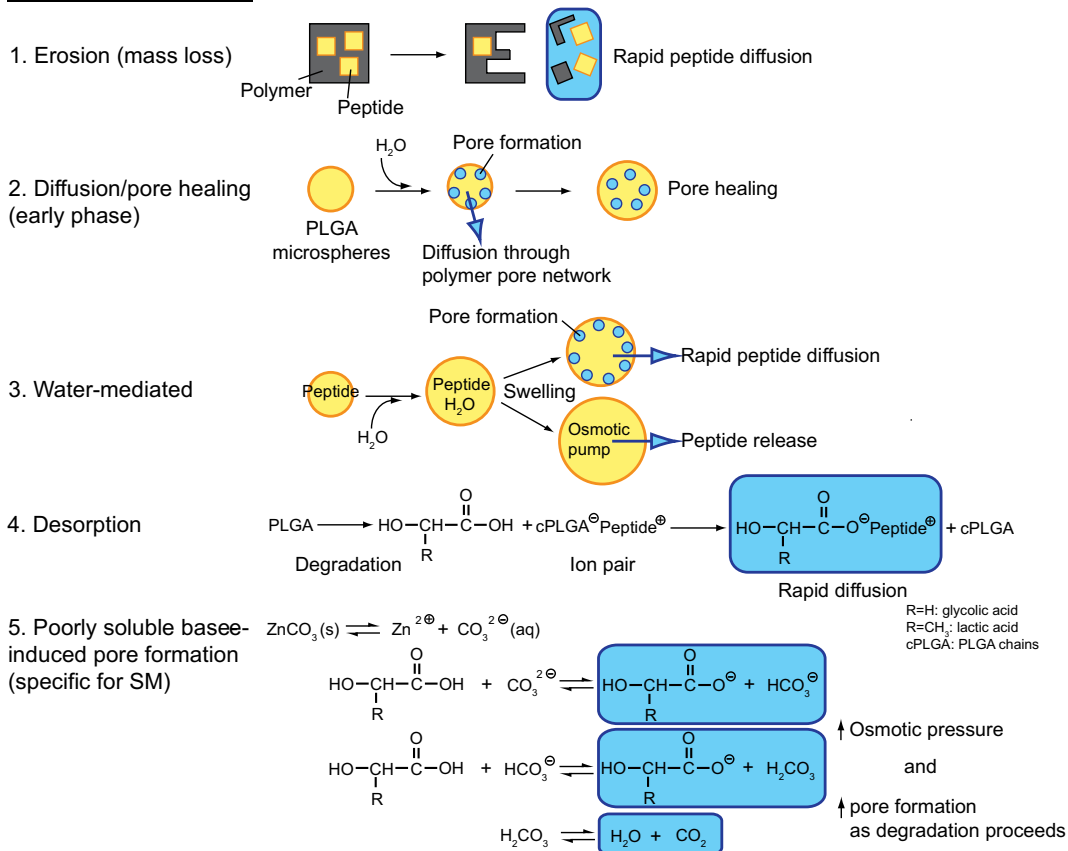 1. Erosion (mass loss)
Polymer
Peptide
Rapid peptide diffusion
2. Diffusion/pore healing
(early phase)
PLGA
microspheres
H₂O
Pore formation
Diffusion through
polymer pore network
Pore healing
3. Water-mediated
Peptide
H₂O
Peptide
H₂O
Swelling
Pore formation
Rapid peptide diffusion
Osmotic
pump
Peptide release
4. Desorption
PLGA HO—CH—C—OH + cPLGA⊖Peptide⊕ HO—CH—C—O⊖Peptide⊕ + cPLGA
O O
R R
Degradation Ion pair Rapid diffusion
R=H: glycolic acid
R=CH₃: lactic acid
cPLGA: PLGA chains
5. Poorly soluble basee-
induced pore formation
(specific for SM)
ZnCO₃(s) ⇌ Zn²⊕ + CO₃²⊖(aq)
O O
HO—CH—C—OH + CO₃²⊖ ⇌ HO—CH—C—O⊖ + HCO₃⊖
R R
O O
HO—CH—C—OH + HCO₃⊖ ⇌ HO—CH—C—O⊖ + H₂CO₃
R R
H₂CO₃ ⇌ H₂O + CO₂
Osmotic pressure
and
pore formation
as degradation proceeds